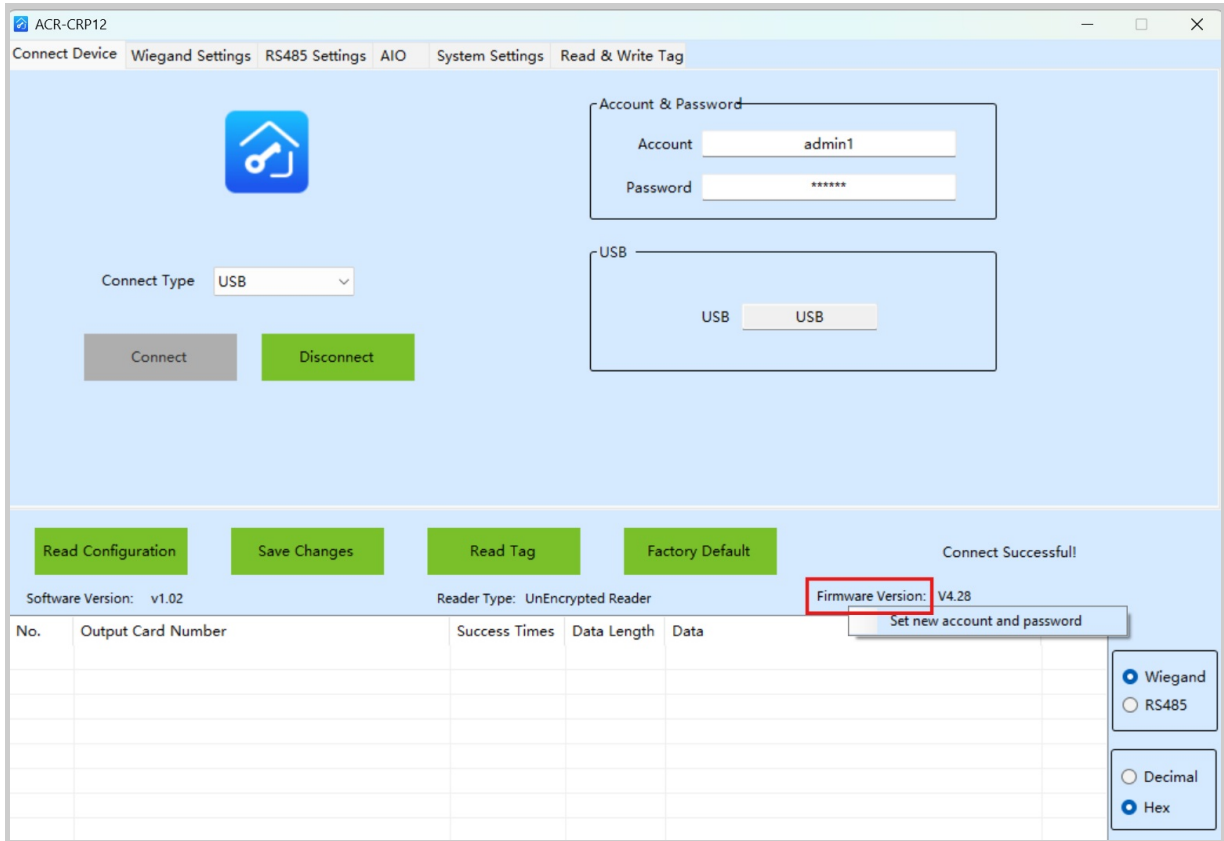 ACR-CRP12
Connect Device Wiegand Settings RS485 Settings AIO System Settings Read & Write Tag
Account & Password
Account admin1
Password ******
USB
Connect Type USB
USB USB
Connect Disconnect
Read Configuration Save Changes Read Tag Factory Default Connect Successful!
Software Version: v1.02 Reader Type: UnEncrypted Reader Firmware Version: V4.28
Set new account and password
No. Output Card Number Success Times Data Length Data
Wiegand
RS485
Decimal
Hex